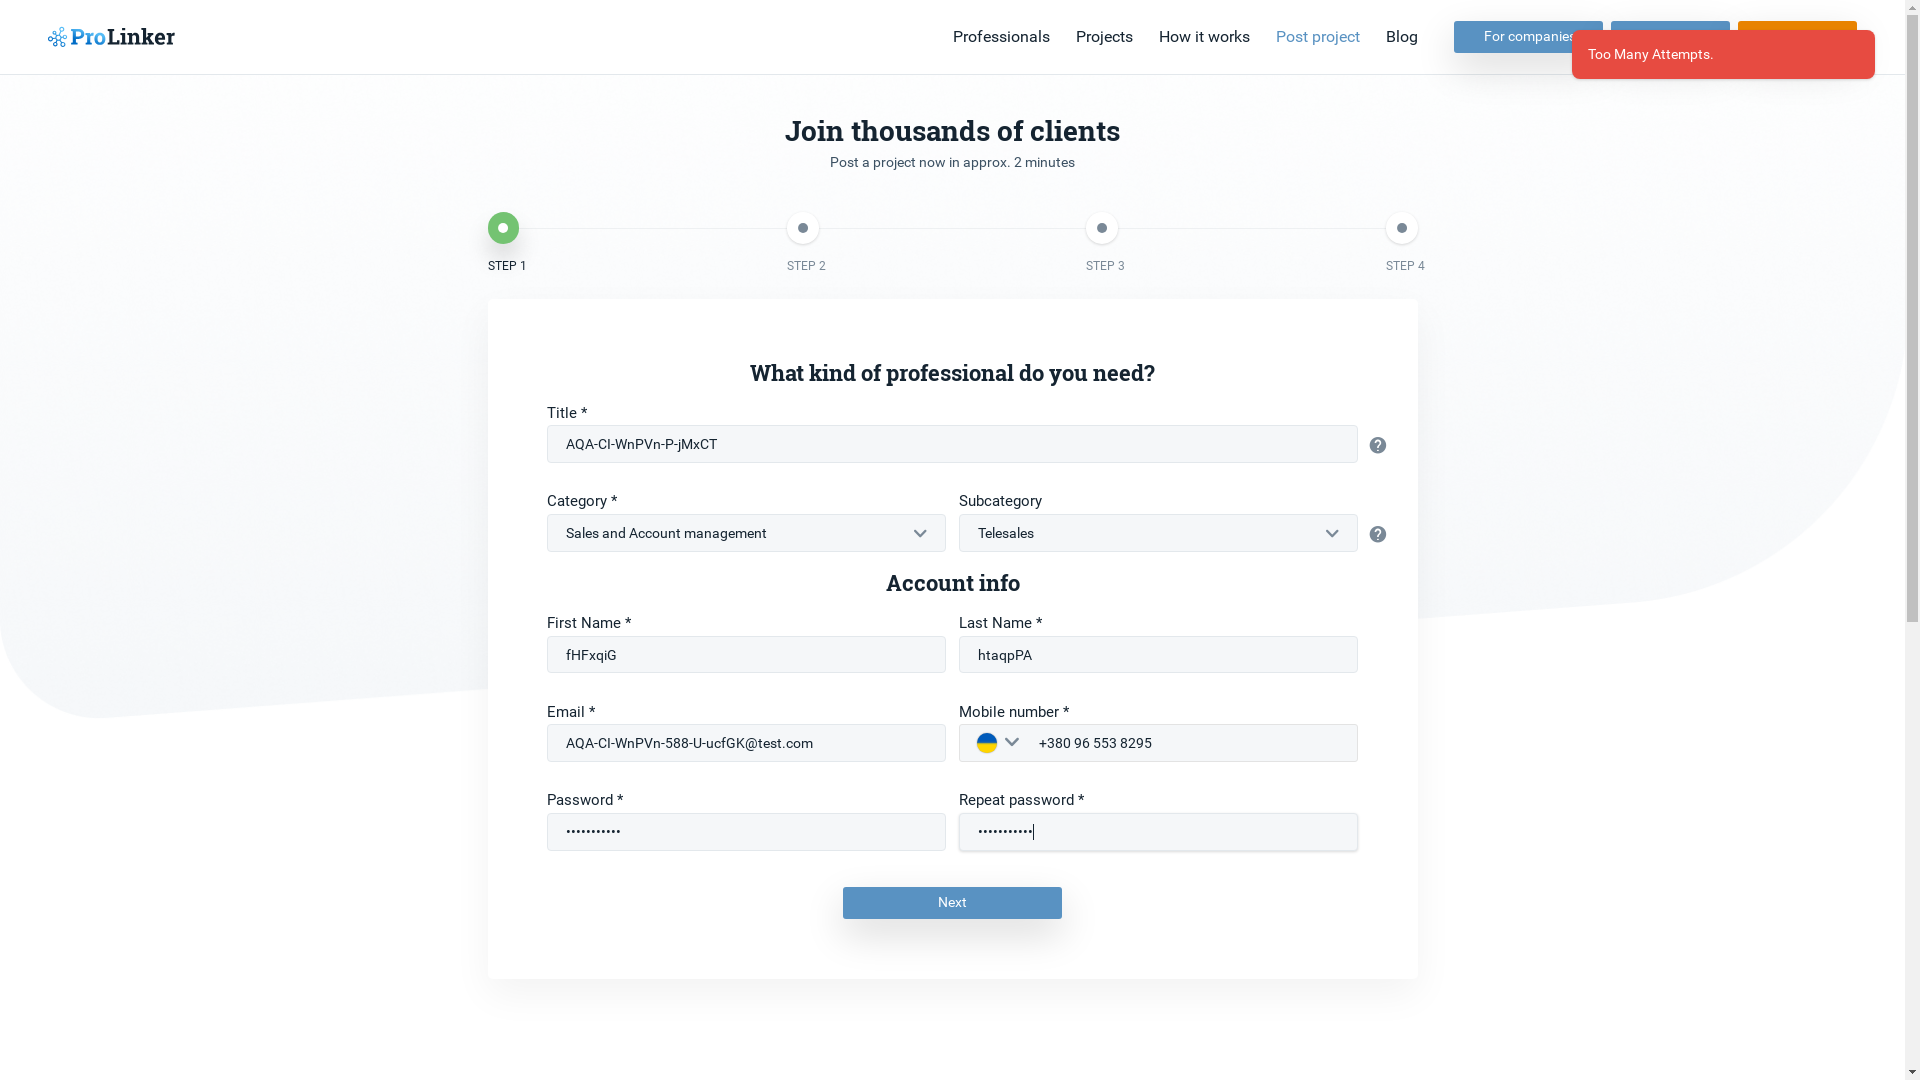 ProLinker
Professionals Projects How it works Post project Blog For companies
Too Many Attempts.
Join thousands of clients
Post a project now in approx. 2 minutes
STEP 1 STEP 2 STEP 3 STEP 4
What kind of professional do you need?
Title *
AQA-CI-WnPVn-P-jMxCT
Category * Subcategory
Sales and Account management Telesales
Account info
First Name * Last Name *
fHFxqiG htaqpPA
Email * Mobile number *
AQA-CI-WnPVn-588-U-ucfGK@test.com +380 96 553 8295
Password * Repeat password *
••••••••••• •••••••••••
Next